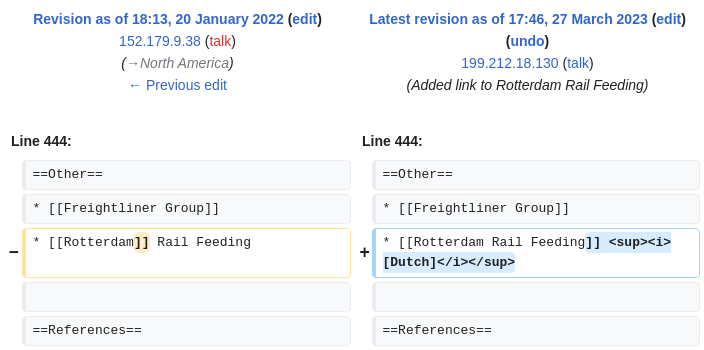 Revision as of 18:13, 20 January 2022 (edit)
152.179.9.38 (talk)
(→North America)
← Previous edit
Latest revision as of 17:46, 27 March 2023 (edit)
(undo)
199.212.18.130 (talk)
(Added link to Rotterdam Rail Feeding)
Line 444:
Line 444:
==Other==
==Other==
* [[Freightliner Group]]
* [[Freightliner Group]]
− * [[Rotterdam]] Rail Feeding
+ * [[Rotterdam Rail Feeding]] <sup><i>
[Dutch]</i></sup>
==References==
==References==